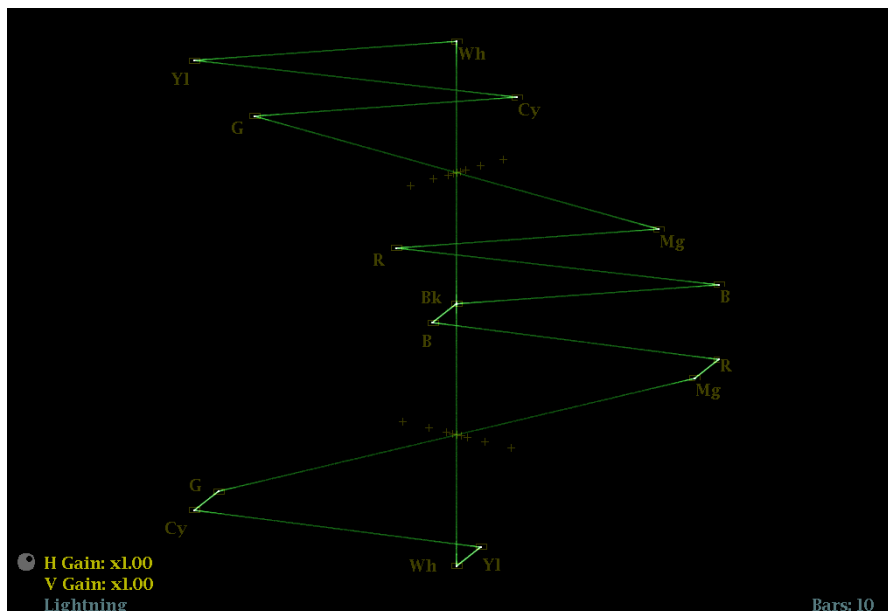 Wh
Yl
Cy
G
Mg
R
Bk
B
B
R
Mg
G
Cy
Wh
Yl
H Gain: x1.00
V Gain: x1.00
Lightning
Bars: 10